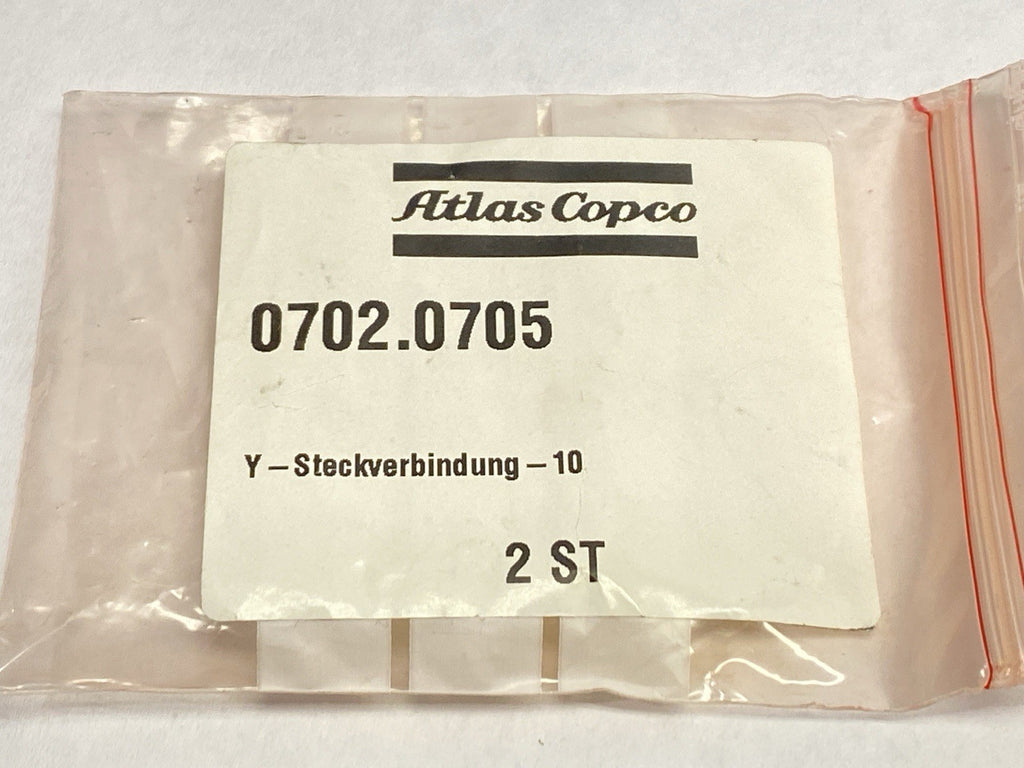 Atlas Copco
0702.0705
Y – Steckverbindung – 10
2 ST